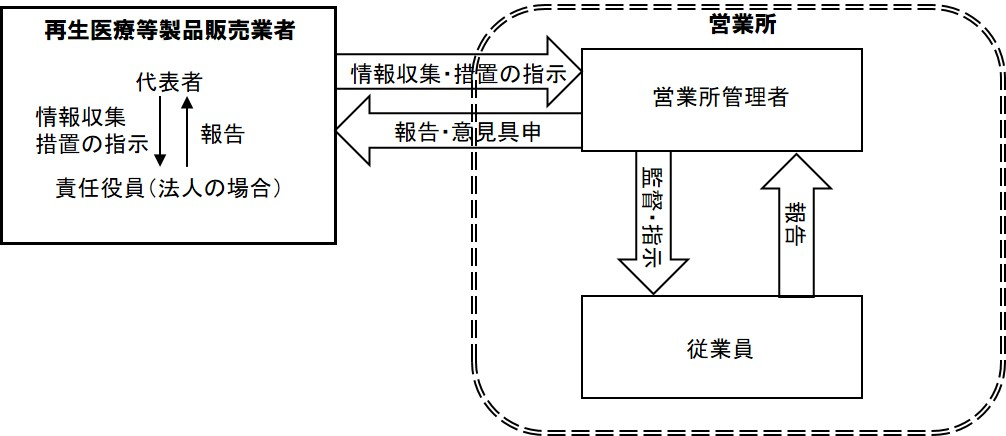 再生医療等製品販売業者
代表者
情報収集
措置の指示
報告
責任役員（法人の場合）
情報収集・措置の指示
報告・意見具申
営業所
営業所管理者
監督・指示
報告
従業員